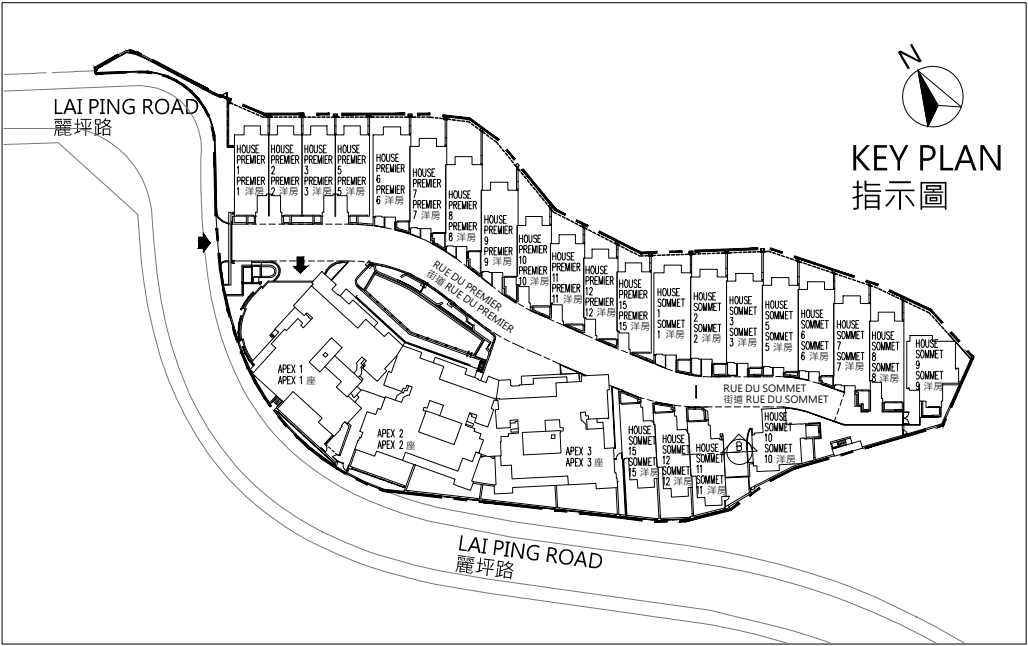 N
KEY PLAN
指示圖
LAI PING ROAD
麗坪路
HOUSE
PREMIER
1
PREMIER
1 洋房
HOUSE
PREMIER
2
PREMIER
2 洋房
HOUSE
PREMIER
3
PREMIER
3 洋房
HOUSE
PREMIER
5
PREMIER
5 洋房
HOUSE
PREMIER
6
PREMIER
6 洋房
HOUSE
PREMIER
7
PREMIER
7 洋房
HOUSE
PREMIER
8
PREMIER
8 洋房
HOUSE
PREMIER
9
PREMIER
9 洋房
HOUSE
PREMIER
10
PREMIER
10 洋房
HOUSE
PREMIER
11
PREMIER
11 洋房
HOUSE
PREMIER
12
PREMIER
12 洋房
HOUSE
PREMIER
15
PREMIER
15 洋房
HOUSE
SOMMET
1
SOMMET
1 洋房
HOUSE
SOMMET
2
SOMMET
2 洋房
HOUSE
SOMMET
3
SOMMET
3 洋房
HOUSE
SOMMET
5
SOMMET
5 洋房
HOUSE
SOMMET
6
SOMMET
6 洋房
HOUSE
SOMMET
7
SOMMET
7 洋房
HOUSE
SOMMET
8
SOMMET
8 洋房
HOUSE
SOMMET
9
SOMMET
9 洋房
RUE DU PREMIER
街道 RUE DU PREMIER
RUE DU SOMMET
街道 RUE DU SOMMET
APEX 1
APEX 1 座
APEX 2
APEX 2 座
APEX 3
APEX 3 座
HOUSE
SOMMET
15
SOMMET
15 洋房
HOUSE
SOMMET
12
SOMMET
12 洋房
HOUSE
SOMMET
11
SOMMET
11 洋房
B
HOUSE
SOMMET
10
SOMMET
10 洋房
LAI PING ROAD
麗坪路